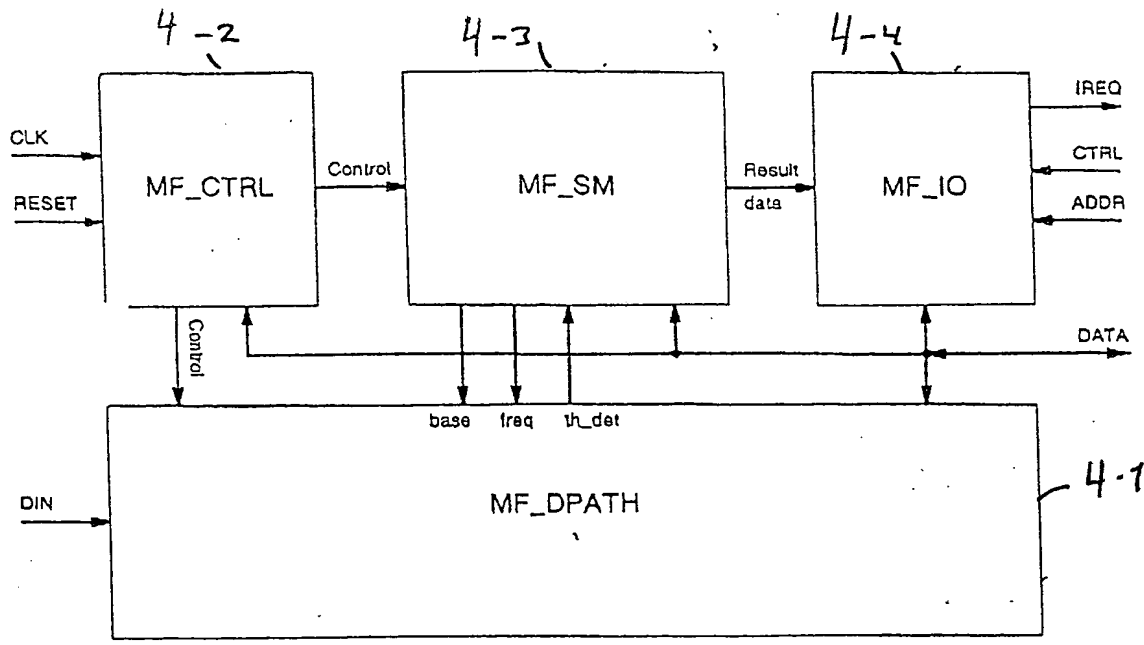 4-2
4-3
4-4
IREQ
CLK
CTRL
Control
Result
data
MF_CTRL
MF_SM
MF_IO
RESET
ADDR
Control
DATA
base freq th_det
4-1
DIN
MF_DPATH